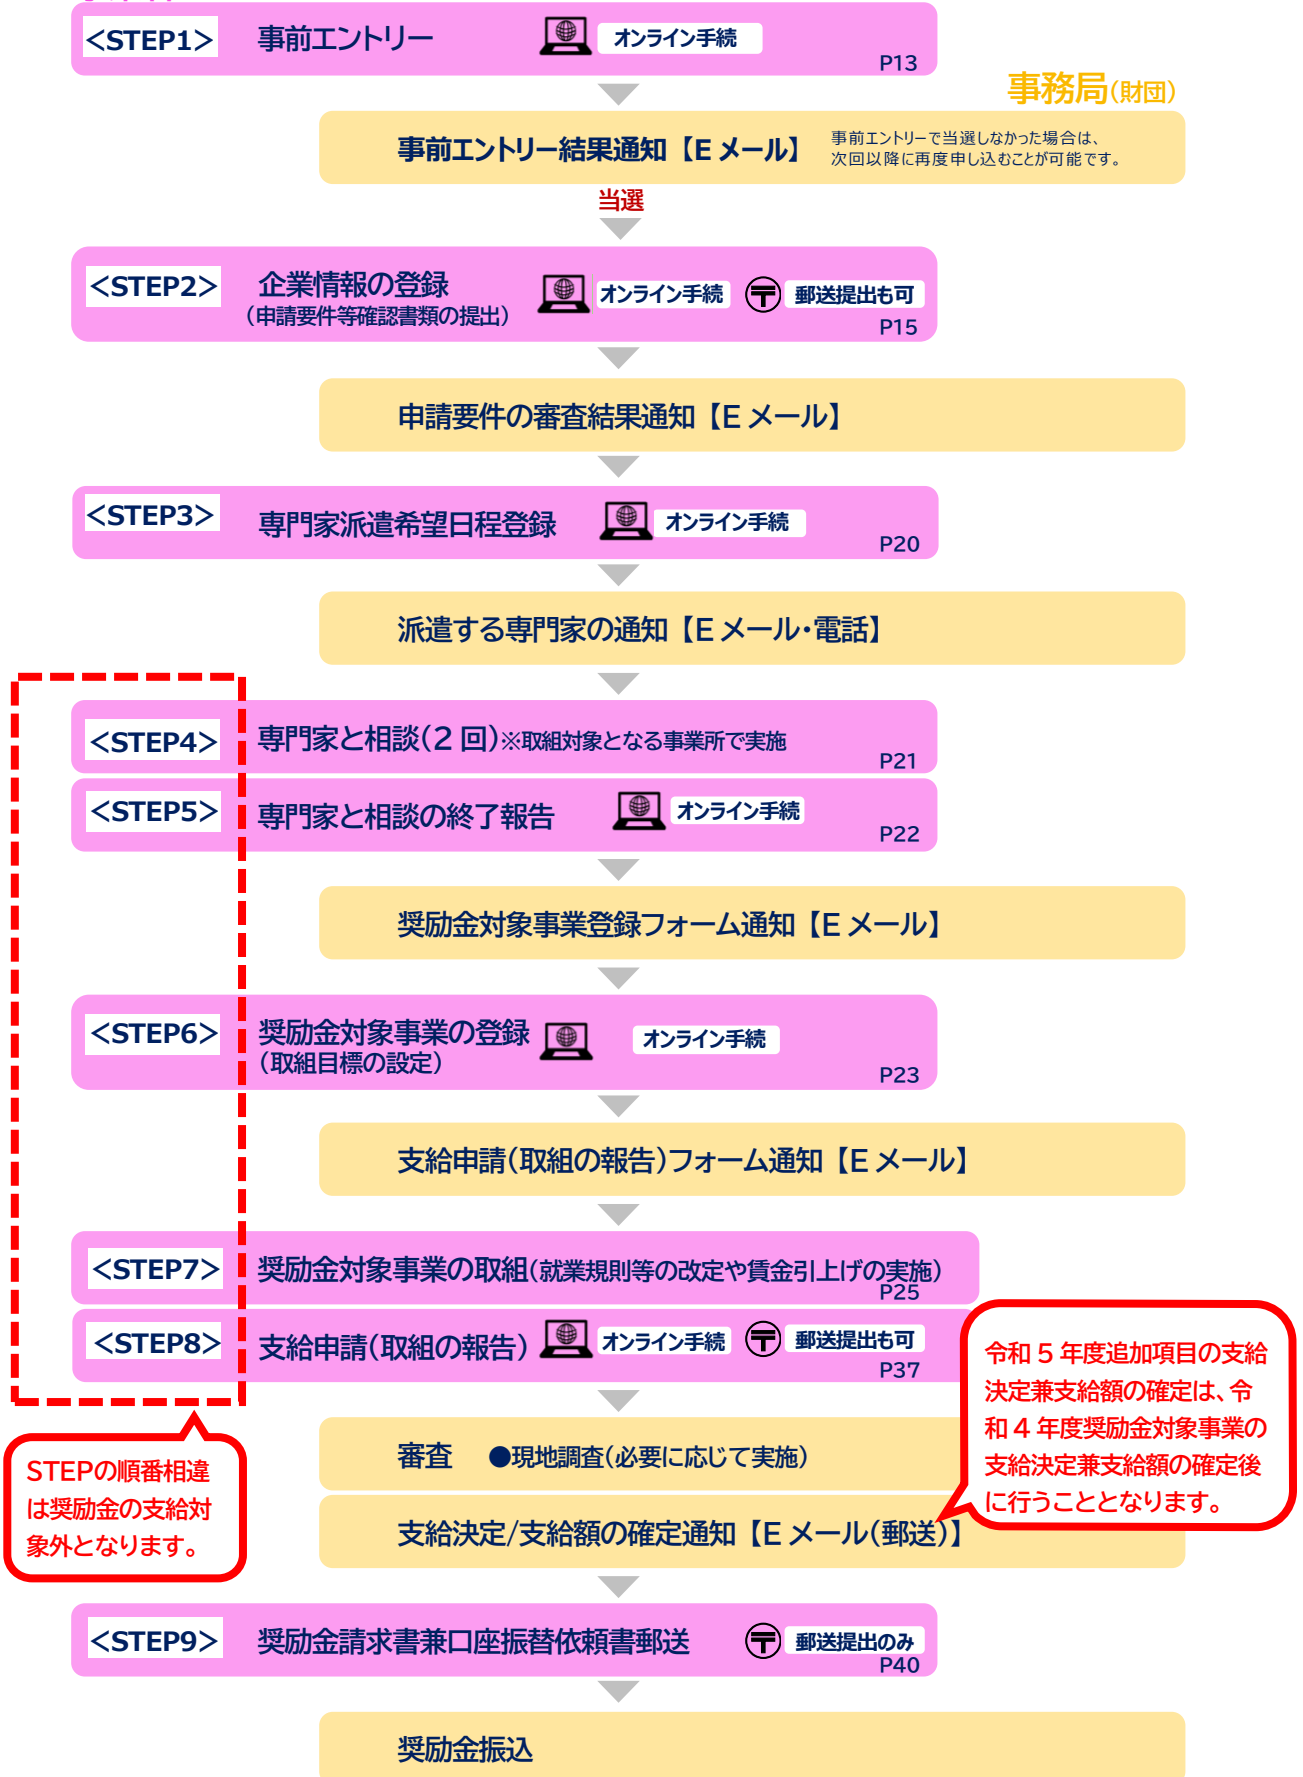 <STEP1> 事前エントリー オンライン手続
P13
事務局(財団)
事前エントリー結果通知【Eメール】
事前エントリーで当選しなかった場合は、
次回以降に再度申し込むことが可能です。
当選
<STEP2> 企業情報の登録 オンライン手続 〒 郵送提出も可
(申請要件等確認書類の提出)
P15
申請要件の審査結果通知【Eメール】
<STEP3> 専門家派遣希望日程登録 オンライン手続
P20
派遣する専門家の通知【Eメール・電話】
<STEP4> 専門家と相談(2回)※取組対象となる事業所で実施
P21
<STEP5> 専門家と相談の終了報告 オンライン手続
P22
奨励金対象事業登録フォーム通知【Eメール】
<STEP6> 奨励金対象事業の登録 オンライン手続
(取組目標の設定)
P23
支給申請(取組の報告)フォーム通知【Eメール】
<STEP7> 奨励金対象事業の取組(就業規則等の改定や賃金引上げの実施)
P25
<STEP8> 支給申請(取組の報告) オンライン手続 〒 郵送提出も可
P37
令和5年度追加項目の支給
決定兼支給額の確定は、令
和4年度奨励金対象事業の
支給決定兼支給額の確定後
に行うこととなります。
審査 ●現地調査(必要に応じて実施)
STEPの順番相違
は奨励金の支給対
象外となります。
支給決定/支給額の確定通知【Eメール(郵送)】
<STEP9> 奨励金請求書兼口座振替依頼書郵送 〒 郵送提出のみ
P40
奨励金振込